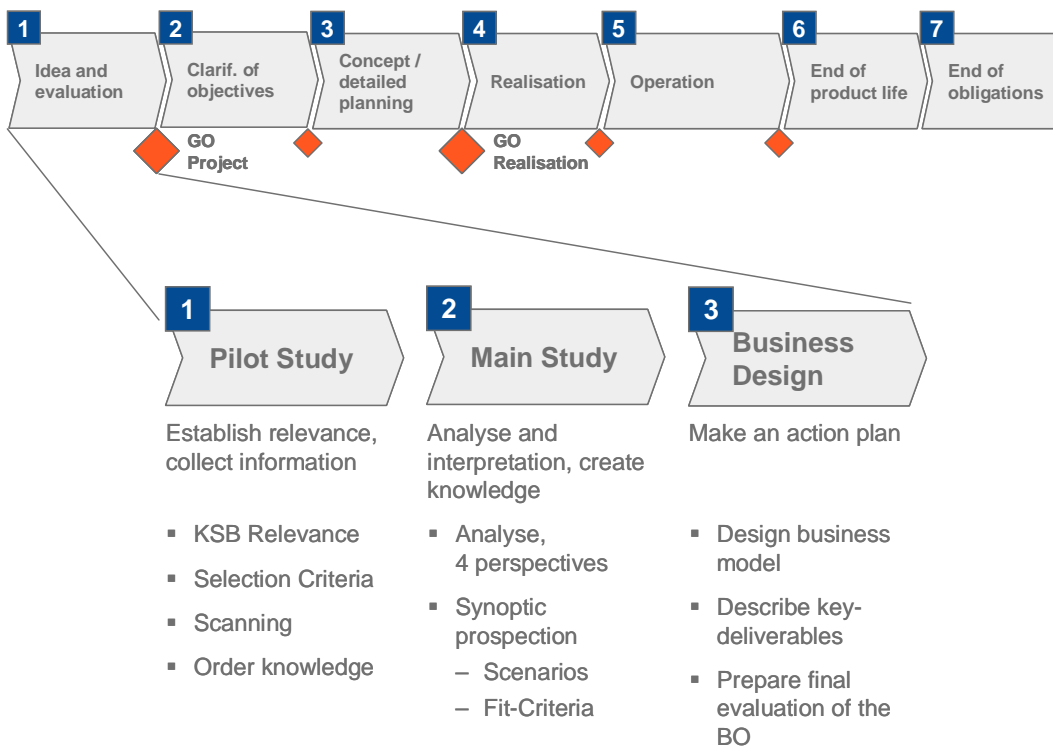 1
Idea and
evaluation
2
Clarif. of
objectives
3
Concept /
detailed
planning
4
Realisation
5
Operation
6
End of
product life
7
End of
obligations
GO
Project
GO
Realisation
1
Pilot Study
Establish relevance,
collect information
▪ KSB Relevance
▪ Selection Criteria
▪ Scanning
▪ Order knowledge
2
Main Study
Analyse and
interpretation, create
knowledge
▪ Analyse,
4 perspectives
▪ Synoptic
prospection
– Scenarios
– Fit-Criteria
3
Business
Design
Make an action plan
▪ Design business
model
▪ Describe key-
deliverables
▪ Prepare final
evaluation of the
BO